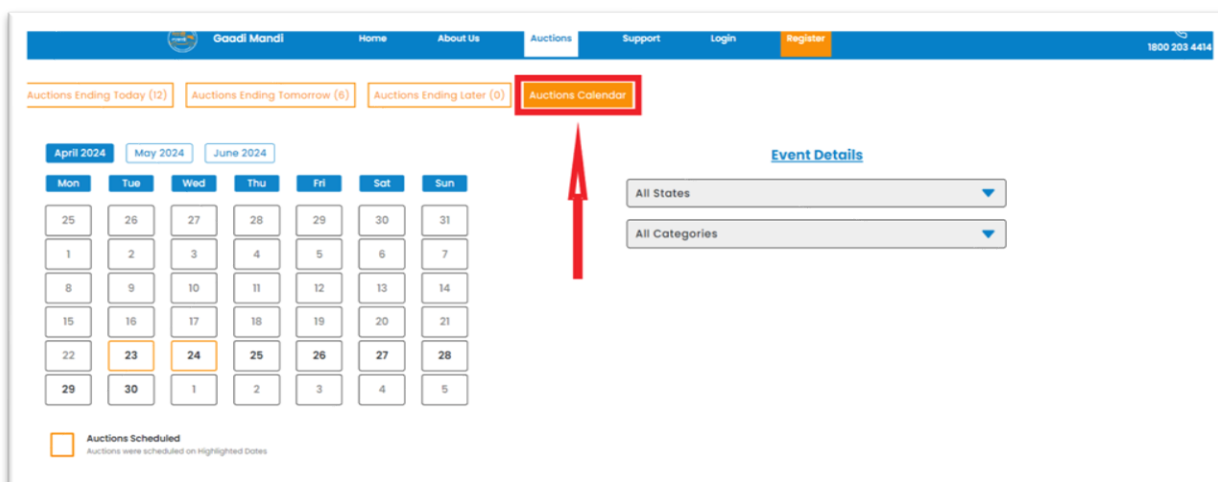 Gaadi Mandi Home About Us Auctions Support Login Register 1800 203 4414
Auctions Ending Today (12) Auctions Ending Tomorrow (6) Auctions Ending Later (0) Auctions Calendar
April 2024 May 2024 June 2024
Mon Tue Wed Thu Fri Sat Sun
25 26 27 28 29 30 31
1 2 3 4 5 6 7
8 9 10 11 12 13 14
15 16 17 18 19 20 21
22 23 24 25 26 27 28
29 30 1 2 3 4 5
Auctions Scheduled
Auctions were scheduled on Highlighted Dates
Event Details
All States
All Categories